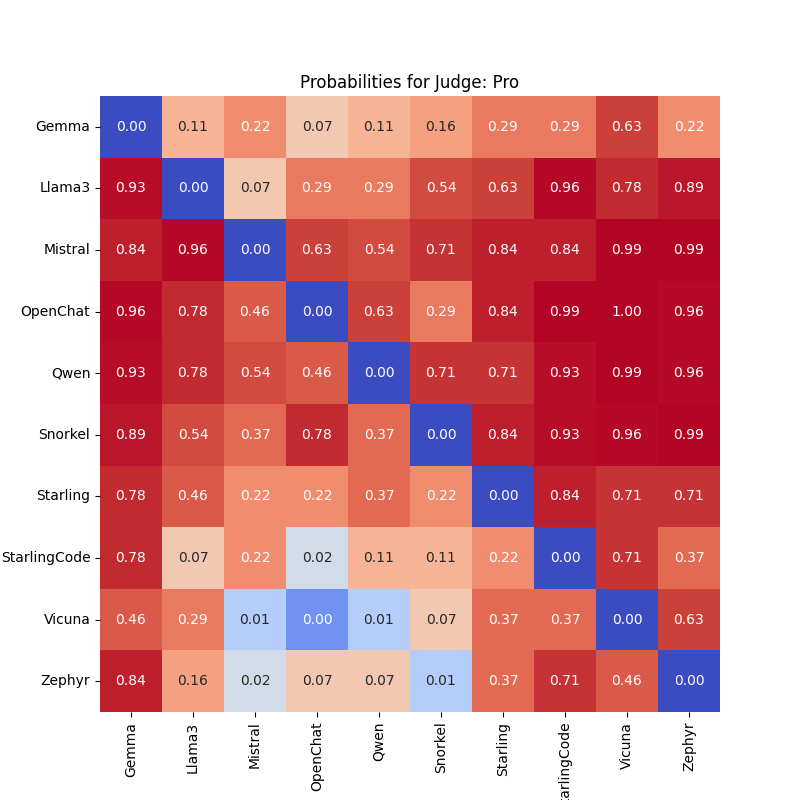 Probabilities for Judge: Pro
Gemma 0.00 0.11 0.22 0.07 0.11 0.16 0.29 0.29 0.63 0.22
Llama3 0.93 0.00 0.07 0.29 0.29 0.54 0.63 0.96 0.78 0.89
Mistral 0.84 0.96 0.00 0.63 0.54 0.71 0.84 0.84 0.99 0.99
OpenChat 0.96 0.78 0.46 0.00 0.63 0.29 0.84 0.99 1.00 0.96
Qwen 0.93 0.78 0.54 0.46 0.00 0.71 0.71 0.93 0.99 0.96
Snorkel 0.89 0.54 0.37 0.78 0.37 0.00 0.84 0.93 0.96 0.99
Starling 0.78 0.46 0.22 0.22 0.37 0.22 0.00 0.84 0.71 0.71
StarlingCode 0.78 0.07 0.22 0.02 0.11 0.11 0.22 0.00 0.71 0.37
Vicuna 0.46 0.29 0.01 0.00 0.01 0.07 0.37 0.37 0.00 0.63
Zephyr 0.84 0.16 0.02 0.07 0.07 0.01 0.37 0.71 0.46 0.00
Gemma Llama3 Mistral OpenChat Qwen Snorkel Starling arlingCode Vicuna Zephyr